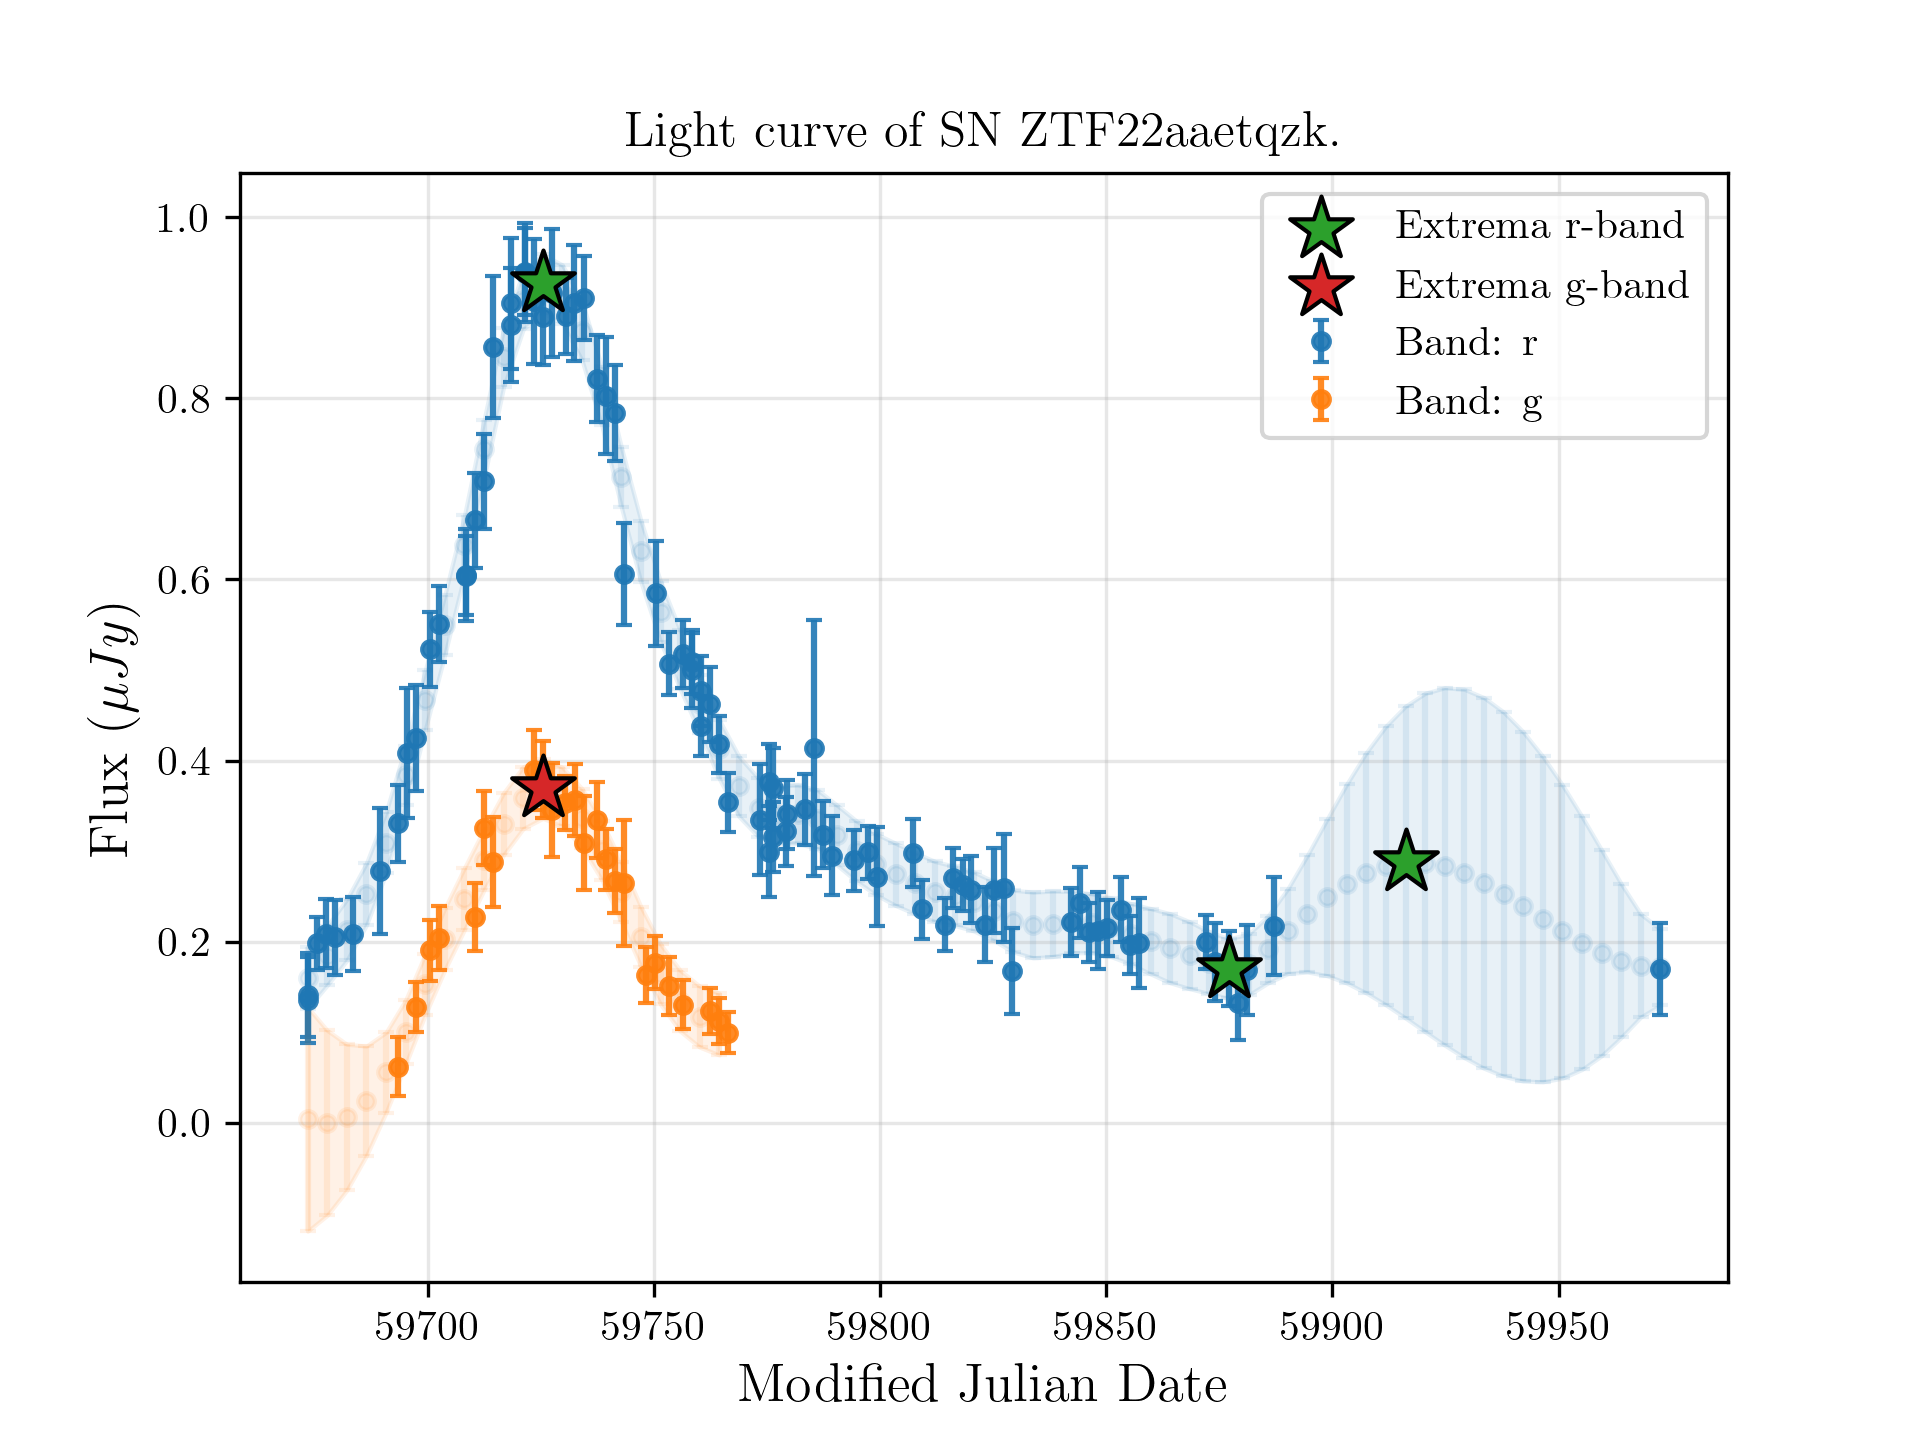 Light curve of SN ZTF22aaetqzk.
Extrema r-band
Extrema g-band
Band: r
Band: g
1.0
0.8
0.6
0.4
0.2
0.0
Flux (μJy)
59700 59750 59800 59850 59900 59950
Modified Julian Date